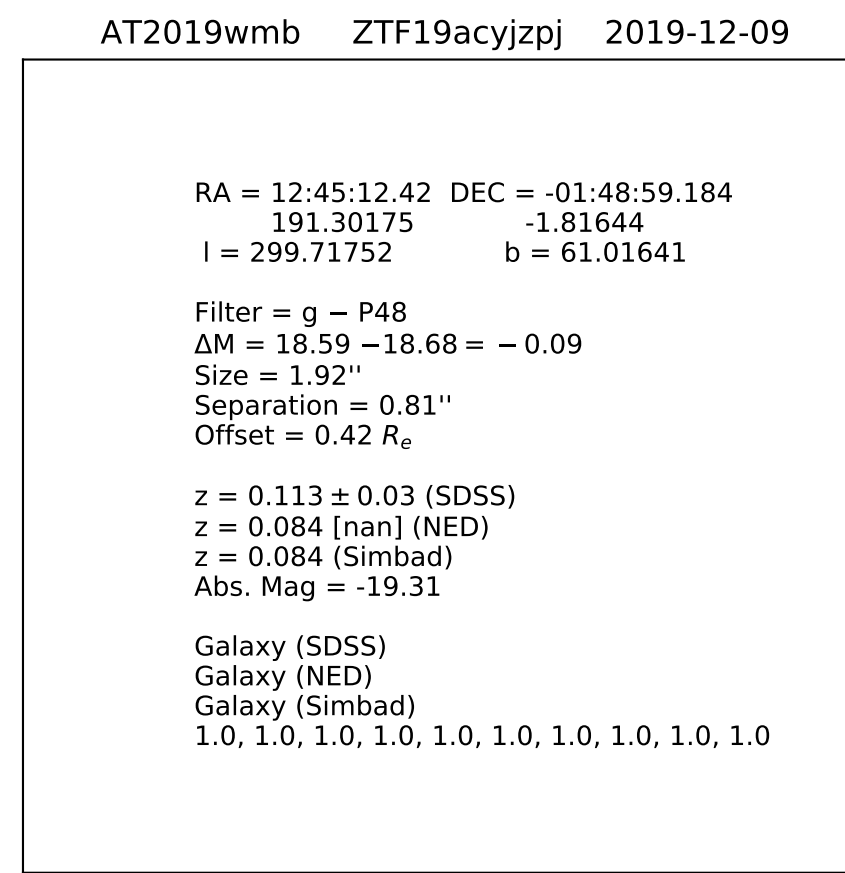 AT2019wmb ZTF19acyjzpj 2019-12-09
RA = 12:45:12.42 DEC = -01:48:59.184
191.30175 -1.81644
l = 299.71752 b = 61.01641
Filter = g − P48
ΔM = 18.59 −18.68 = − 0.09
Size = 1.92''
Separation = 0.81''
Offset = 0.42 Rₑ
z = 0.113 ± 0.03 (SDSS)
z = 0.084 [nan] (NED)
z = 0.084 (Simbad)
Abs. Mag = -19.31
Galaxy (SDSS)
Galaxy (NED)
Galaxy (Simbad)
1.0, 1.0, 1.0, 1.0, 1.0, 1.0, 1.0, 1.0, 1.0, 1.0